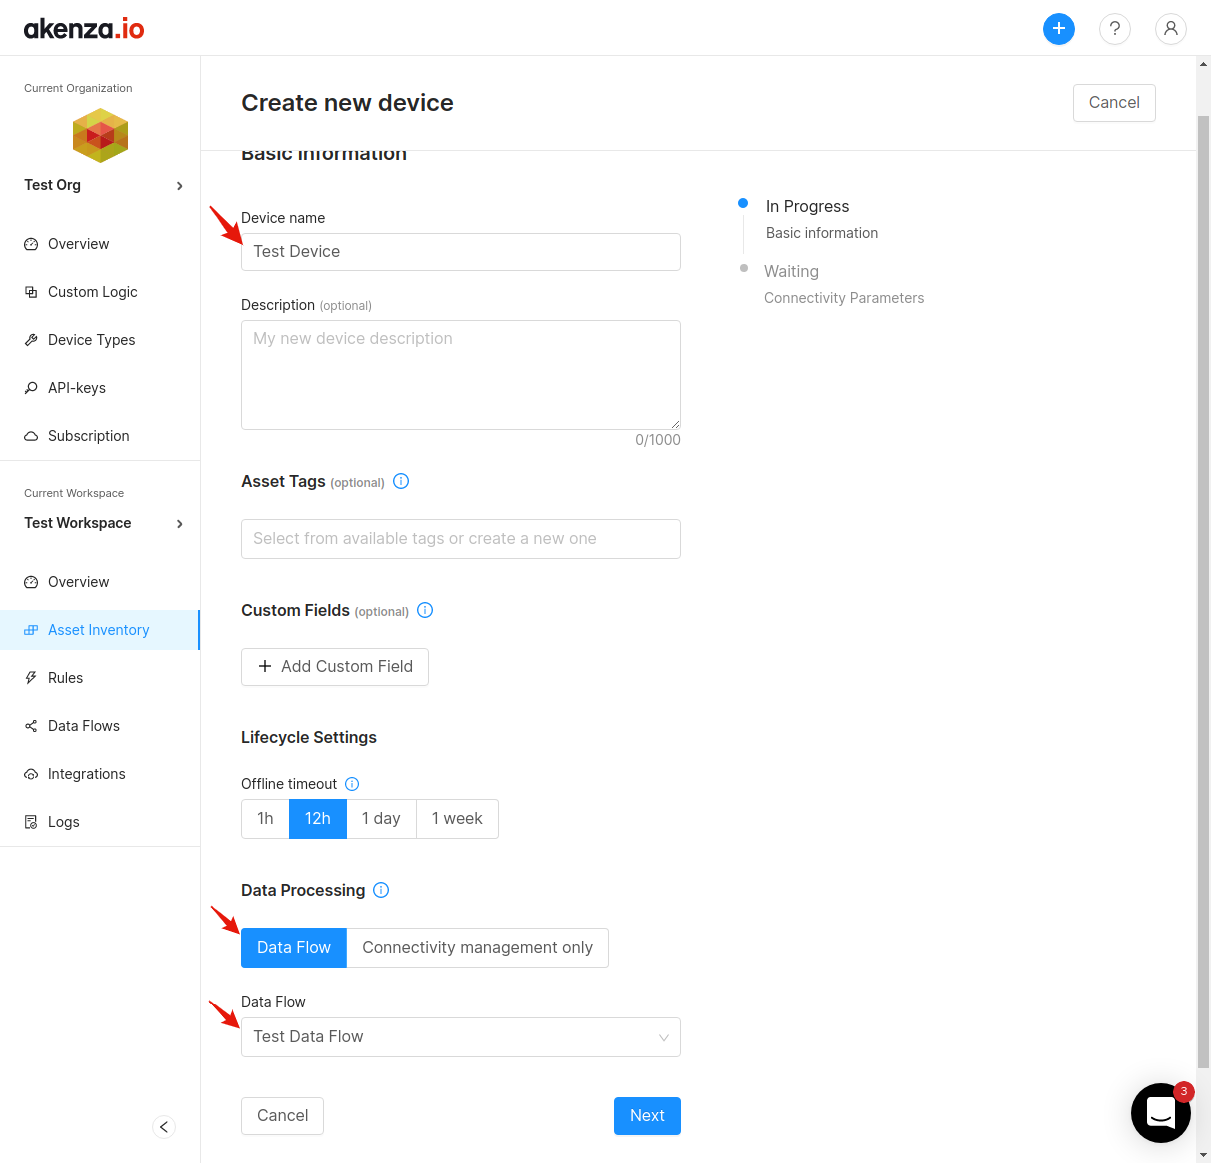 akenza.io
Current Organization
Test Org
Overview
Custom Logic
Device Types
API-keys
Subscription
Current Workspace
Test Workspace
Overview
Asset Inventory
Rules
Data Flows
Integrations
Logs
Create new device
Cancel
Basic information
Device name
Test Device
Description (optional)
My new device description
0/1000
Asset Tags (optional)
Select from available tags or create a new one
Custom Fields (optional)
+ Add Custom Field
Lifecycle Settings
Offline timeout
1h 12h 1 day 1 week
Data Processing
Data Flow Connectivity management only
Data Flow
Test Data Flow
Cancel Next
In Progress
Basic information
Waiting
Connectivity Parameters
3